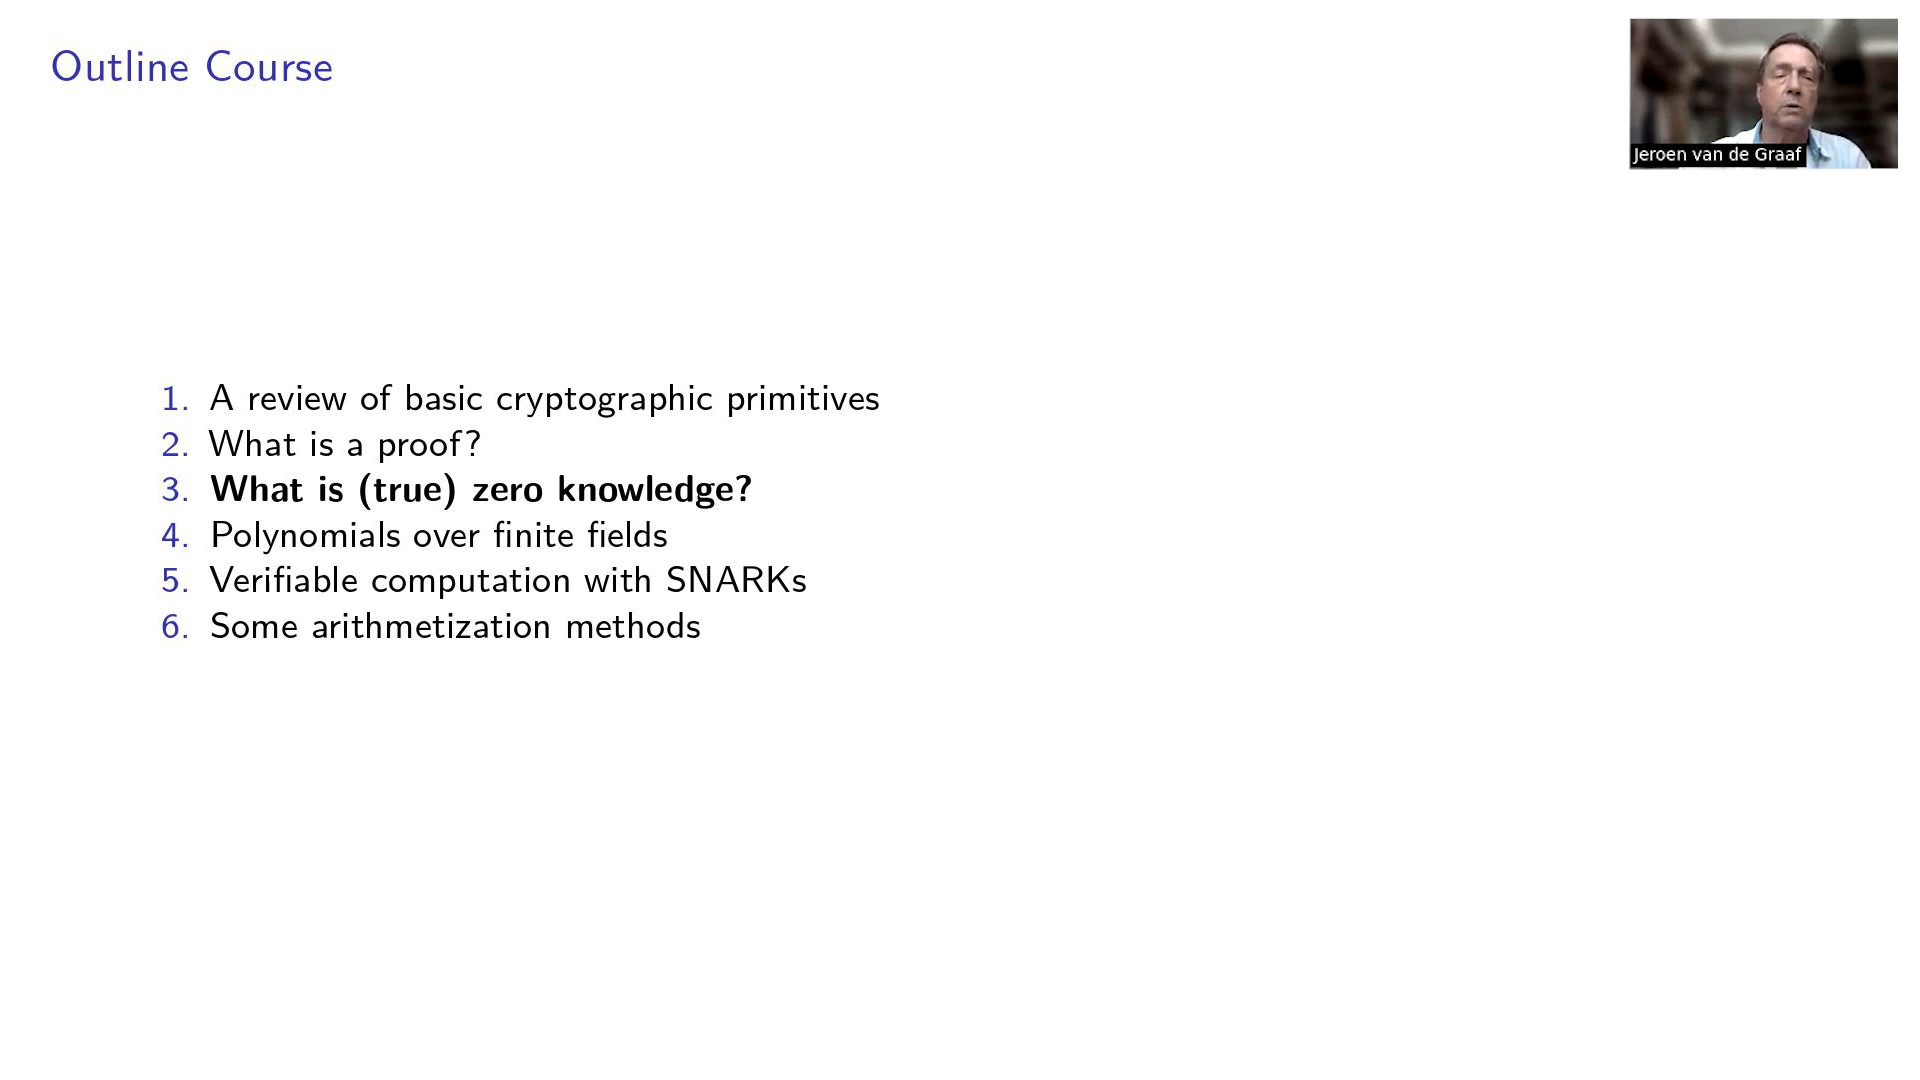 Outline Course
Jeroen van de Graaf
1. A review of basic cryptographic primitives
2. What is a proof?
3. What is (true) zero knowledge?
4. Polynomials over finite fields
5. Verifiable computation with SNARKs
6. Some arithmetization methods